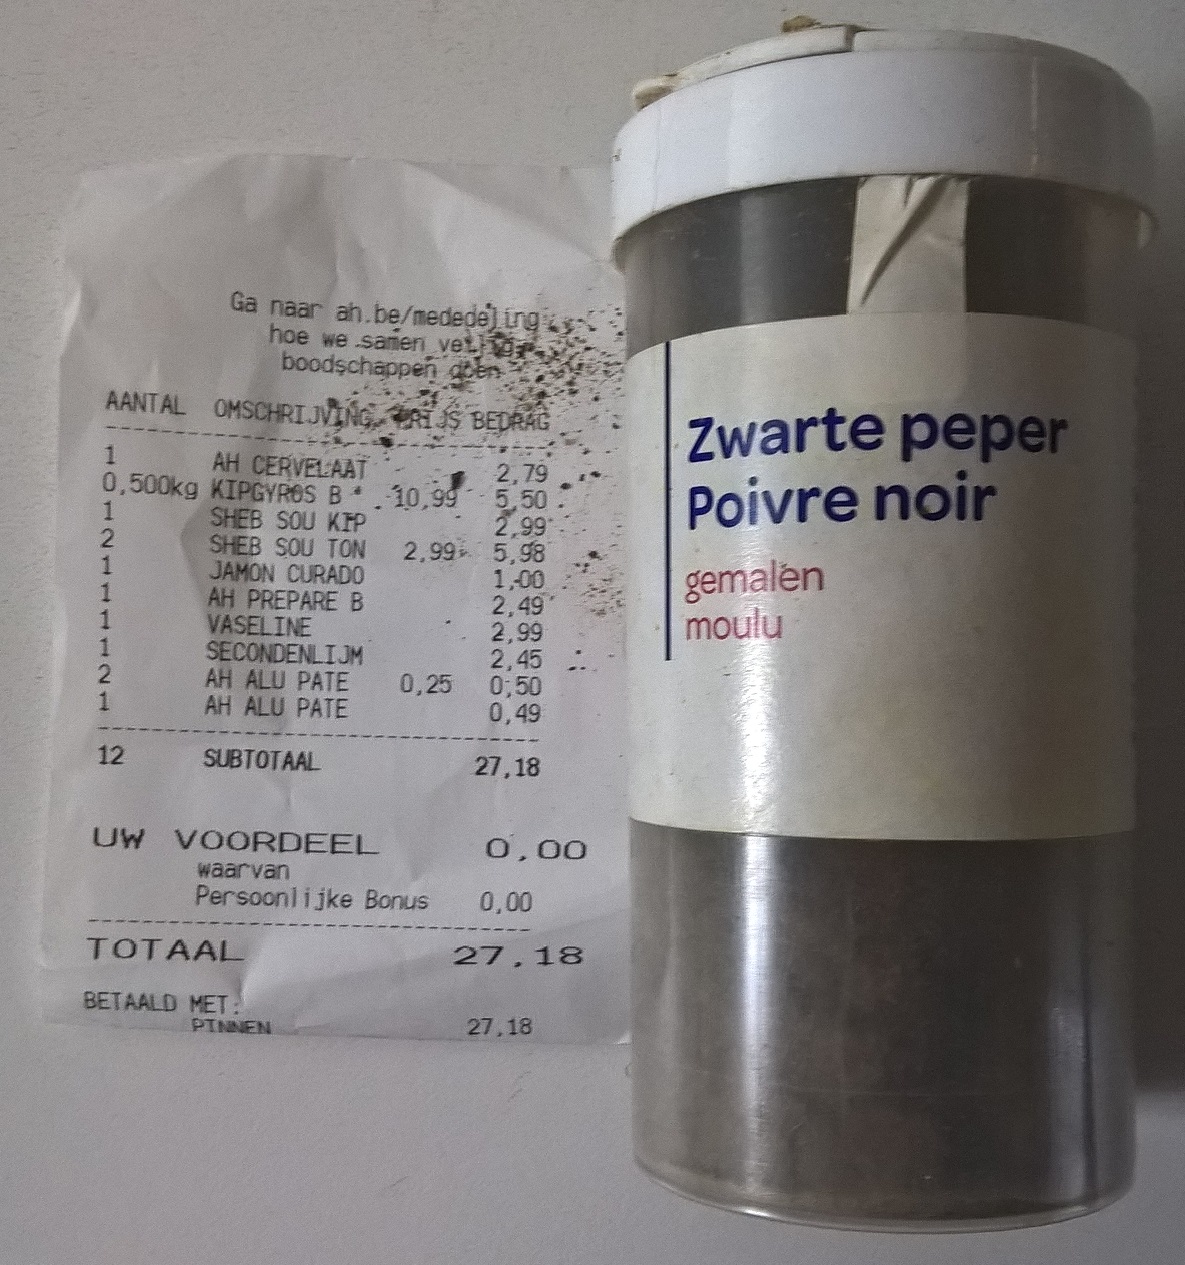 Ga naar ah.be/mededeling
hoe we samen veilig
boodschappen doen
AANTAL OMSCHRIJVING PRIJS BEDRAG
1 AH CERVELAAT 2,79
0,500kg KIPGYROS B 10,99 5,50
1 SHEB SOU KIP 2,99
2 SHEB SOU TON 2,99 5,98
1 JAMON CURADO 1,00
1 AH PREPARE B 2,49
1 VASELINE 2,99
1 SECONDENLIJM 2,45
2 AH ALU PATE 0,25 0,50
1 AH ALU PATE 0,49
12 SUBTOTAAL 27,18
UW VOORDEEL 0,00
waarvan
Persoonlijke Bonus 0,00
TOTAAL 27,18
BETAALD MET:
PINNEN 27,18
Zwarte peper
Poivre noir
gemalen
moulu